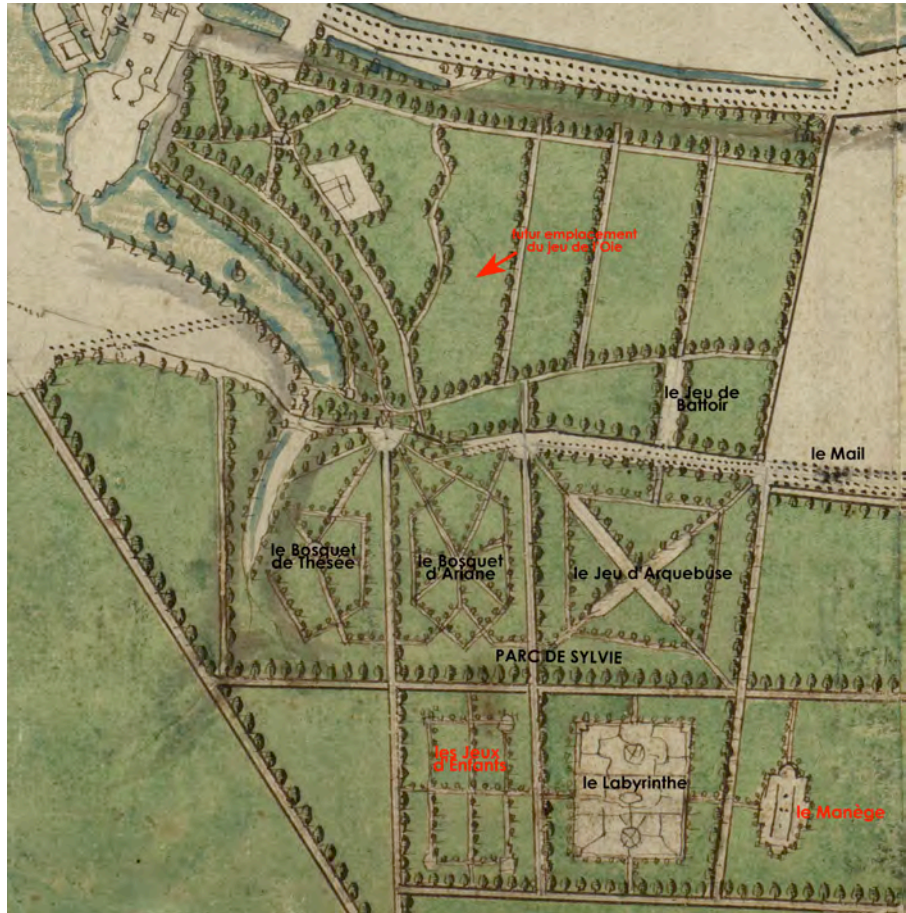 futur emplacement
du jeu de l'Oie
le Jeu de
Battoir
le Mail
le Bosquet
de Thésée
le Bosquet
d'Ariane
le Jeu d'Arquebuse
PARC DE SYLVIE
les Jeux
d'Enfants
le Labyrinthe
le Manège